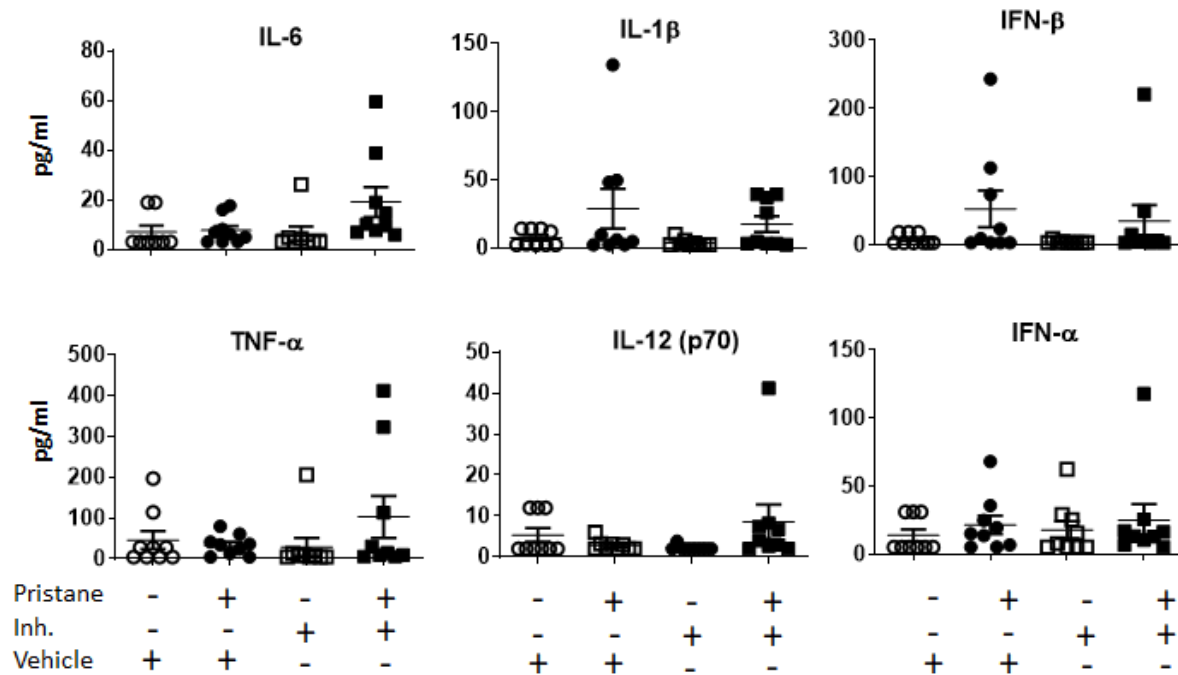 IL-6
IL-1β
IFN-β
pg/ml
80
60
40
20
0
150
100
50
0
300
200
100
0
TNF-α
IL-12 (p70)
IFN-α
pg/ml
500
400
300
200
100
0
50
40
30
20
10
0
150
100
50
0
Pristane - + - + - + - + - + - +
Inh. - - + + - - + + - - + +
Vehicle + + - - + + - - + + - -